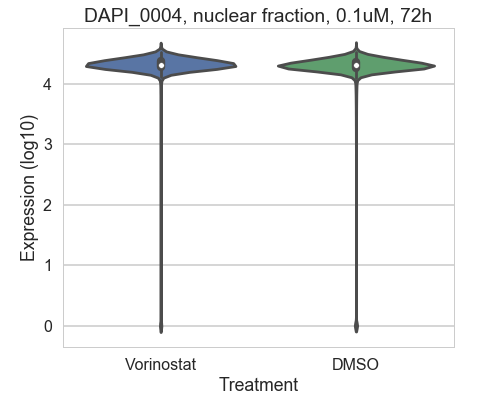 DAPI_0004, nuclear fraction, 0.1uM, 72h
Expression (log10)
4
3
2
1
0
Vorinostat DMSO
Treatment